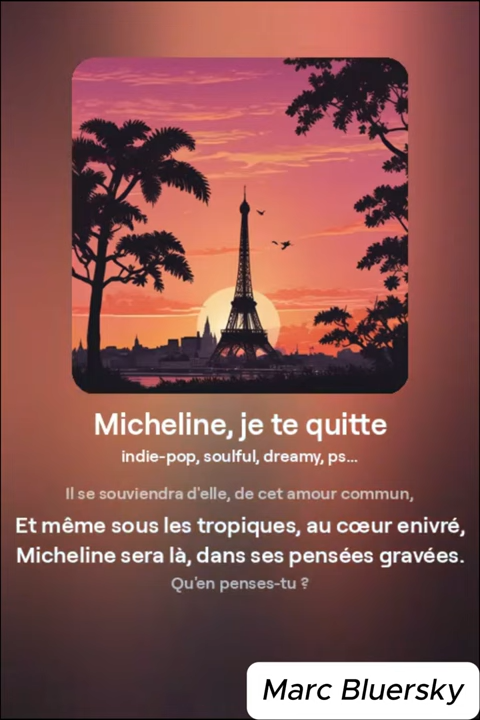 Micheline, je te quitte
indie-pop, soulful, dreamy, ps...
Il se souviendra d'elle, de cet amour commun,
Et même sous les tropiques, au cœur enivré,
Micheline sera là, dans ses pensées gravées.
Qu'en penses-tu ?
Marc Bluersky